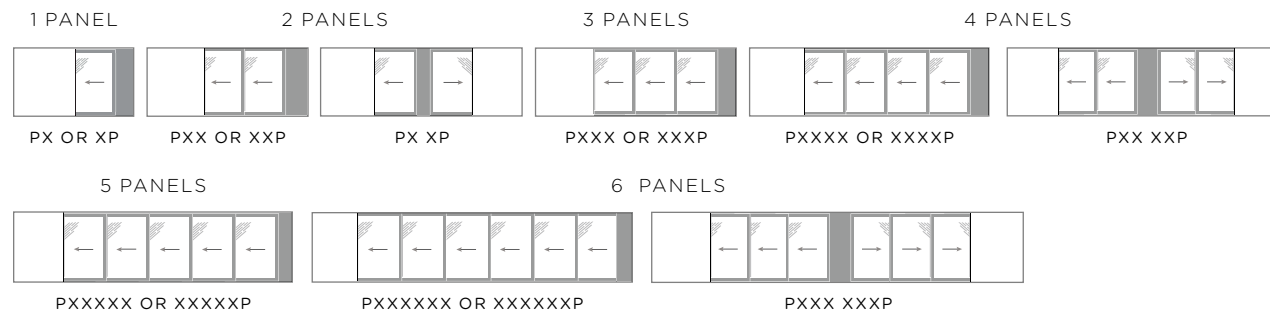 1 PANEL
2 PANELS
3 PANELS
4 PANELS
PX OR XP
PXX OR XXP
PX XP
PXXX OR XXXP
PXXXX OR XXXXP
PXX XXP
5 PANELS
6 PANELS
PXXXXX OR XXXXXP
PXXXXXX OR XXXXXXP
PXXX XXXP